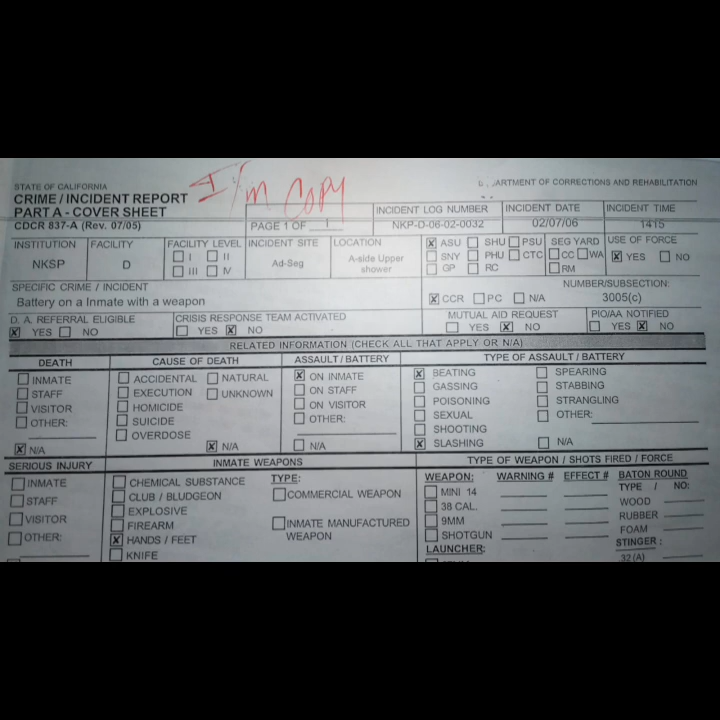 I/m Copy
STATE OF CALIFORNIA
DEPARTMENT OF CORRECTIONS AND REHABILITATION
CRIME / INCIDENT REPORT
PART A - COVER SHEET
CDCR 837-A (Rev. 07/05)
PAGE 1 OF 1
INCIDENT LOG NUMBER
NKP-D-06-02-0032
INCIDENT DATE
02/07/06
INCIDENT TIME
1415
INSTITUTION
NKSP
FACILITY
D
FACILITY LEVEL
I II
III IV
INCIDENT SITE
Ad-Seg
LOCATION
A-side Upper
shower
ASU SHU PSU
SNY PHU CTC
GP RC
SEG YARD
CC WA
RM
USE OF FORCE
YES NO
SPECIFIC CRIME / INCIDENT
Battery on a Inmate with a weapon
NUMBER/SUBSECTION:
CCR PC N/A 3005(c)
D. A. REFERRAL ELIGIBLE
YES NO
CRISIS RESPONSE TEAM ACTIVATED
YES NO
MUTUAL AID REQUEST
YES NO
PIO/AA NOTIFIED
YES NO
RELATED INFORMATION (CHECK ALL THAT APPLY OR N/A)
DEATH
INMATE
STAFF
VISITOR
OTHER:
N/A
CAUSE OF DEATH
ACCIDENTAL NATURAL
EXECUTION UNKNOWN
HOMICIDE
SUICIDE
OVERDOSE
N/A
ASSAULT / BATTERY
ON INMATE
ON STAFF
ON VISITOR
OTHER:
N/A
TYPE OF ASSAULT / BATTERY
BEATING SPEARING
GASSING STABBING
POISONING STRANGLING
SEXUAL OTHER:
SHOOTING
SLASHING N/A
SERIOUS INJURY
INMATE
STAFF
VISITOR
OTHER:
INMATE WEAPONS
CHEMICAL SUBSTANCE
CLUB / BLUDGEON
EXPLOSIVE
FIREARM
HANDS / FEET
KNIFE
TYPE:
COMMERCIAL WEAPON
INMATE MANUFACTURED
WEAPON
TYPE OF WEAPON / SHOTS FIRED / FORCE
WEAPON: WARNING # EFFECT # BATON ROUND
TYPE / NO:
MINI 14
38 CAL.
9MM
SHOTGUN
LAUNCHER:
WOOD
RUBBER
FOAM
STINGER :
32 (A)